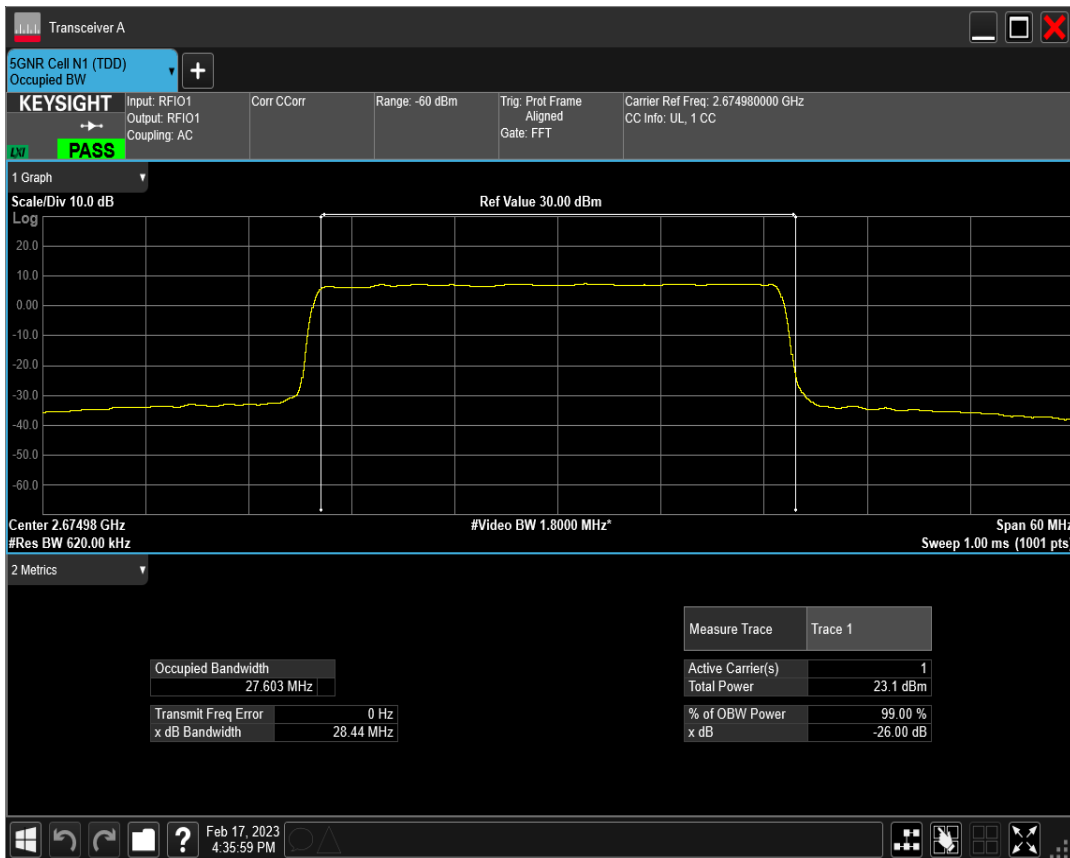 Transceiver A
5GNR Cell N1 (TDD)
Occupied BW
KEYSIGHT
LXI
PASS
Input: RFIO1
Output: RFIO1
Coupling: AC
Corr CCorr
Range: -60 dBm
Trig: Prot Frame
Aligned
Gate: FFT
Carrier Ref Freq: 2.674980000 GHz
CC Info: UL, 1 CC
1 Graph
Scale/Div 10.0 dB
Ref Value 30.00 dBm
Log
20.0
10.0
0.00
-10.0
-20.0
-30.0
-40.0
-50.0
-60.0
Center 2.67498 GHz
#Video BW 1.8000 MHz*
Span 60 MHz
#Res BW 620.00 kHz
Sweep 1.00 ms (1001 pts)
2 Metrics
Measure Trace Trace 1
Occupied Bandwidth
27.603 MHz
Active Carrier(s) 1
Total Power 23.1 dBm
Transmit Freq Error 0 Hz
x dB Bandwidth 28.44 MHz
% of OBW Power 99.00 %
x dB -26.00 dB
?
Feb 17, 2023
4:35:59 PM